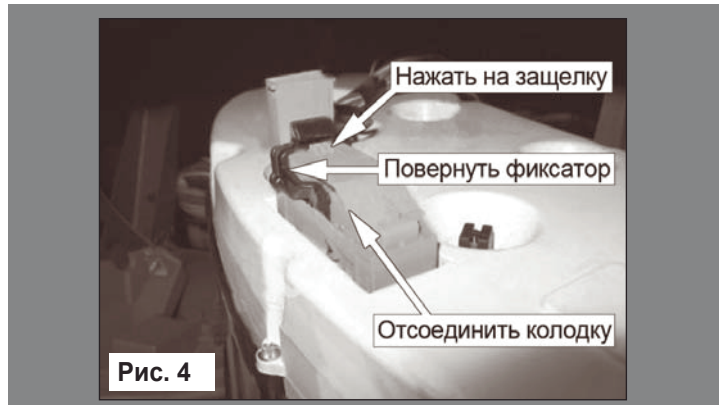 Нажать на защелку
Повернуть фиксатор
Отсоединить колодку
Рис. 4